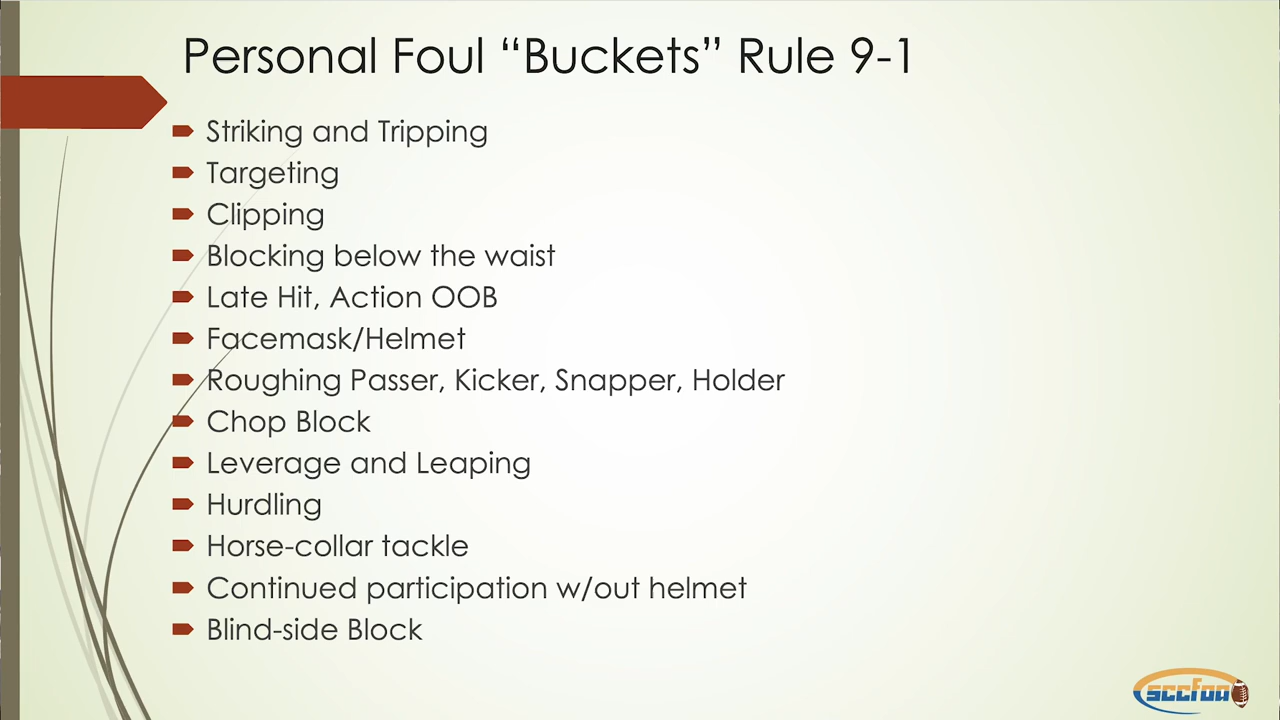 Personal Foul “Buckets” Rule 9-1
Striking and Tripping
Targeting
Clipping
Blocking below the waist
Late Hit, Action OOB
Facemask/Helmet
Roughing Passer, Kicker, Snapper, Holder
Chop Block
Leverage and Leaping
Hurdling
Horse-collar tackle
Continued participation w/out helmet
Blind-side Block
sccfoa